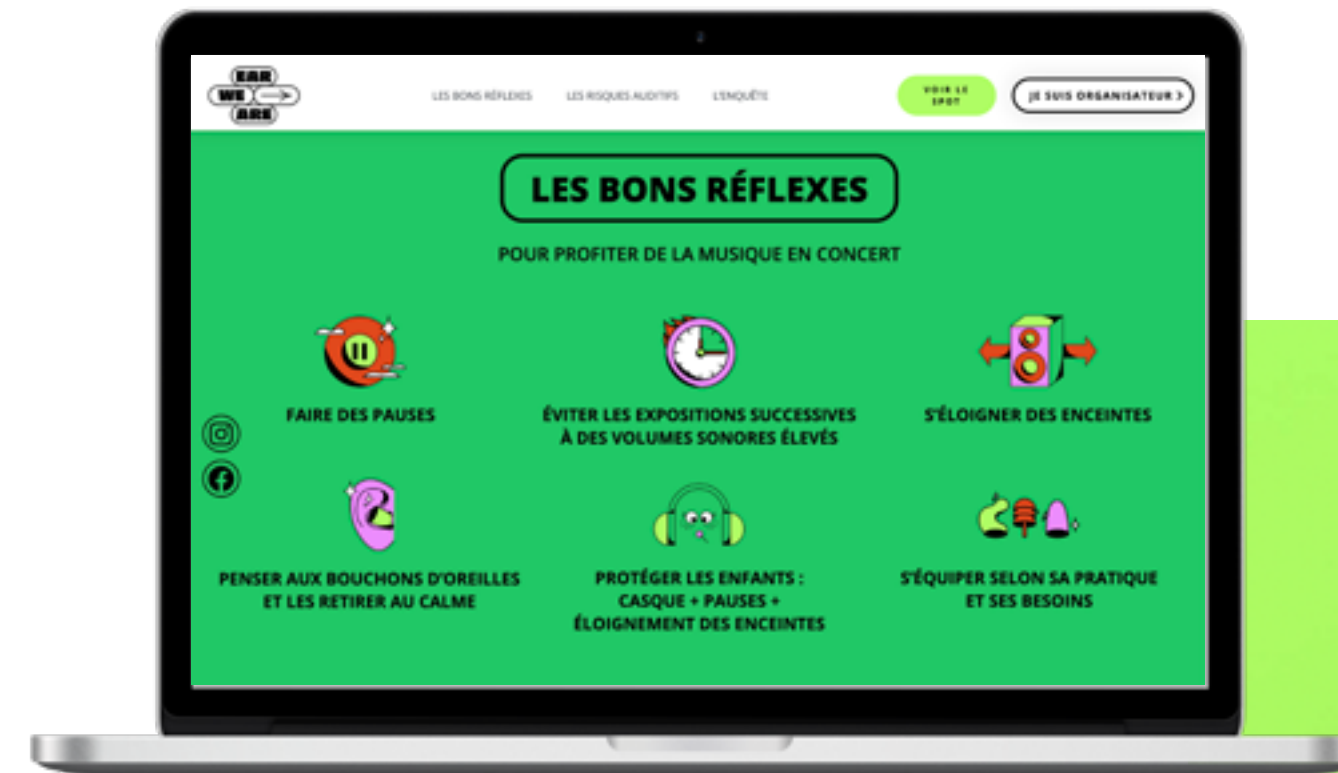 EAR
WE
ARE
LES BONS RÉFLEXES
LES RISQUES AUDITIFS
L'ENQUÊTE
VOIR LE
SPOT
JE SUIS ORGANISATEUR >
LES BONS RÉFLEXES
POUR PROFITER DE LA MUSIQUE EN CONCERT
FAIRE DES PAUSES
ÉVITER LES EXPOSITIONS SUCCESSIVES
À DES VOLUMES SONORES ÉLEVÉS
S'ÉLOIGNER DES ENCEINTES
PENSER AUX BOUCHONS D'OREILLES
ET LES RETIRER AU CALME
PROTÉGER LES ENFANTS :
CASQUE + PAUSES +
ÉLOIGNEMENT DES ENCEINTES
S'ÉQUIPER SELON SA PRATIQUE
ET SES BESOINS